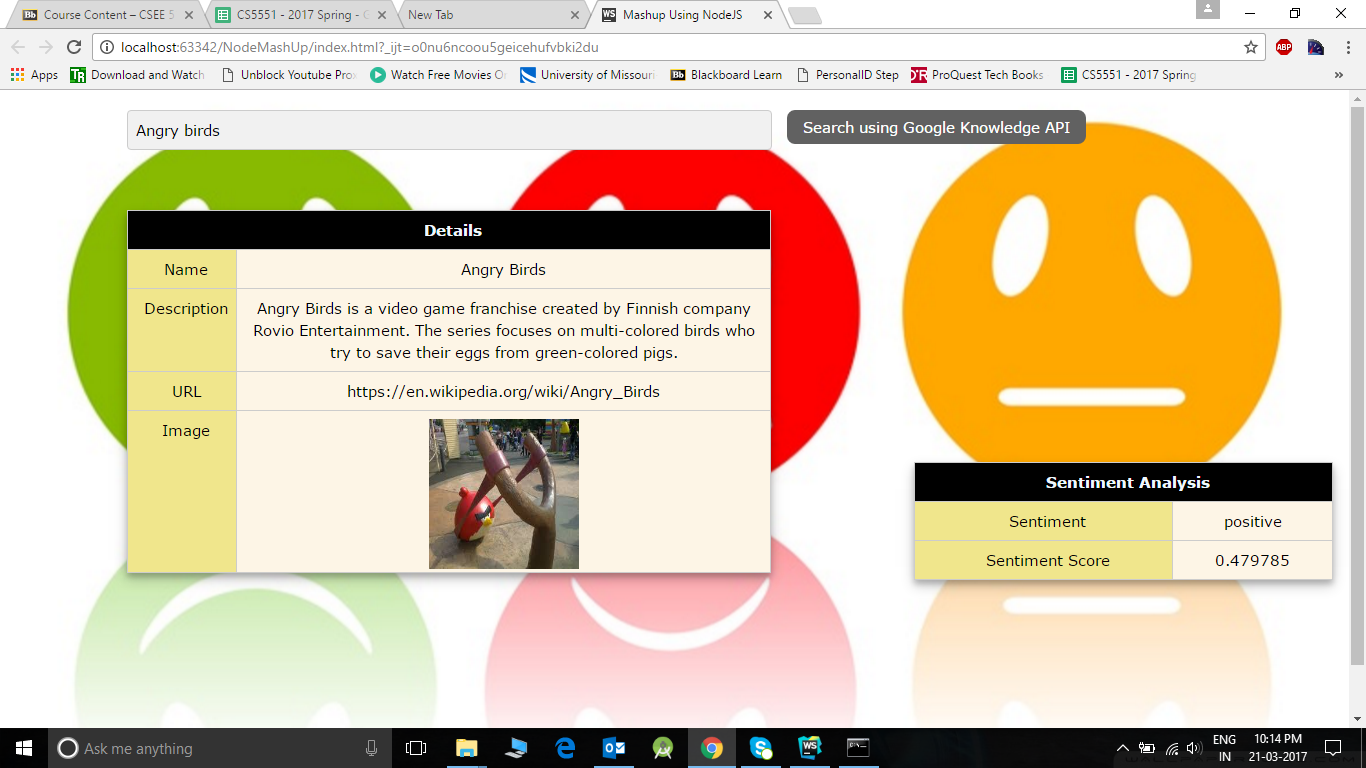 Course Content – CSEE 5
CS5551 - 2017 Spring -
New Tab
Mashup Using NodeJS
localhost:63342/NodeMashUp/index.html?_ijt=o0nu6ncoou5geicehufvbki2du
ABP
Apps
Download and Watch
Unblock Youtube Prox
Watch Free Movies O
University of Missouri
Bb Blackboard Learn
PersonalID Step
ProQuest Tech Books
CS5551 - 2017 Spring
Angry birds
Search using Google Knowledge API
Details
Name
Angry Birds
Description
Angry Birds is a video game franchise created by Finnish company
Rovio Entertainment. The series focuses on multi-colored birds who
try to save their eggs from green-colored pigs.
URL
https://en.wikipedia.org/wiki/Angry_Birds
Image
Sentiment Analysis
Sentiment
positive
Sentiment Score
0.479785
Ask me anything
ENG
IN
10:14 PM
21-03-2017